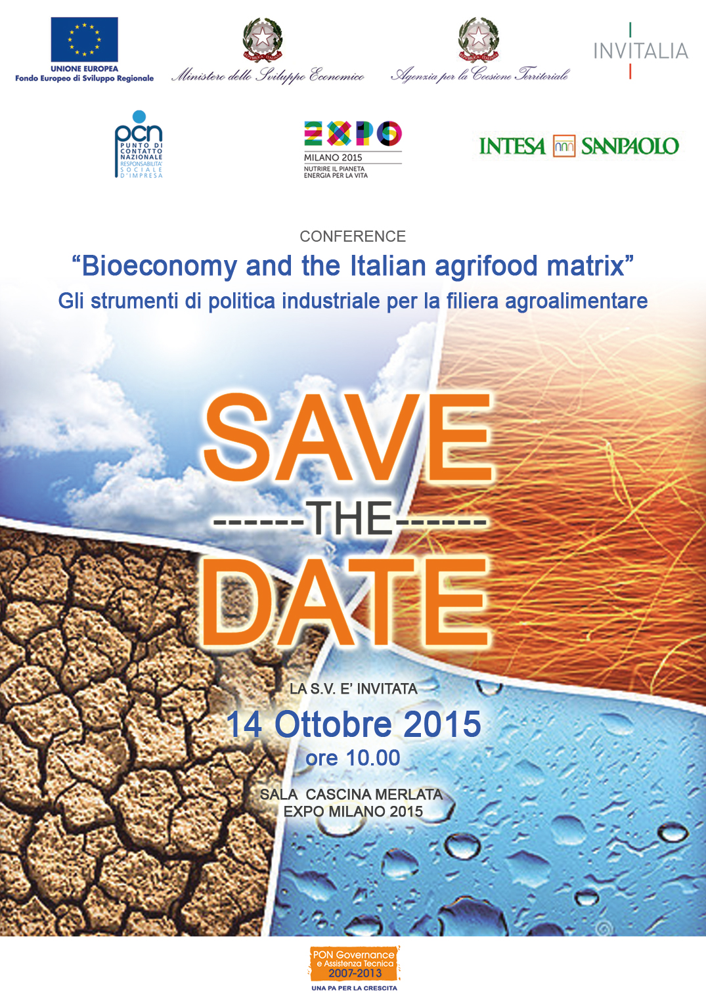 UNIONE EUROPEA
Fondo Europeo di Sviluppo Regionale
Ministero dello Sviluppo Economico
Agenzia per la Coesione Territoriale
INVITALIA
pcn
PUNTO DI
CONTATTO
NAZIONALE
RESPONSABILITA'
SOCIALE
D'IMPRESA
EXPO
MILANO 2015
NUTRIRE IL PIANETA
ENERGIA PER LA VITA
INTESA SANPAOLO
CONFERENCE
“Bioeconomy and the Italian agrifood matrix”
Gli strumenti di politica industriale per la filiera agroalimentare
SAVE
------THE------
DATE
LA S.V. E’ INVITATA
14 Ottobre 2015
ore 10.00
SALA CASCINA MERLATA
EXPO MILANO 2015
PON Governance
e Assistenza Tecnica
2007-2013
UNA PA PER LA CRESCITA